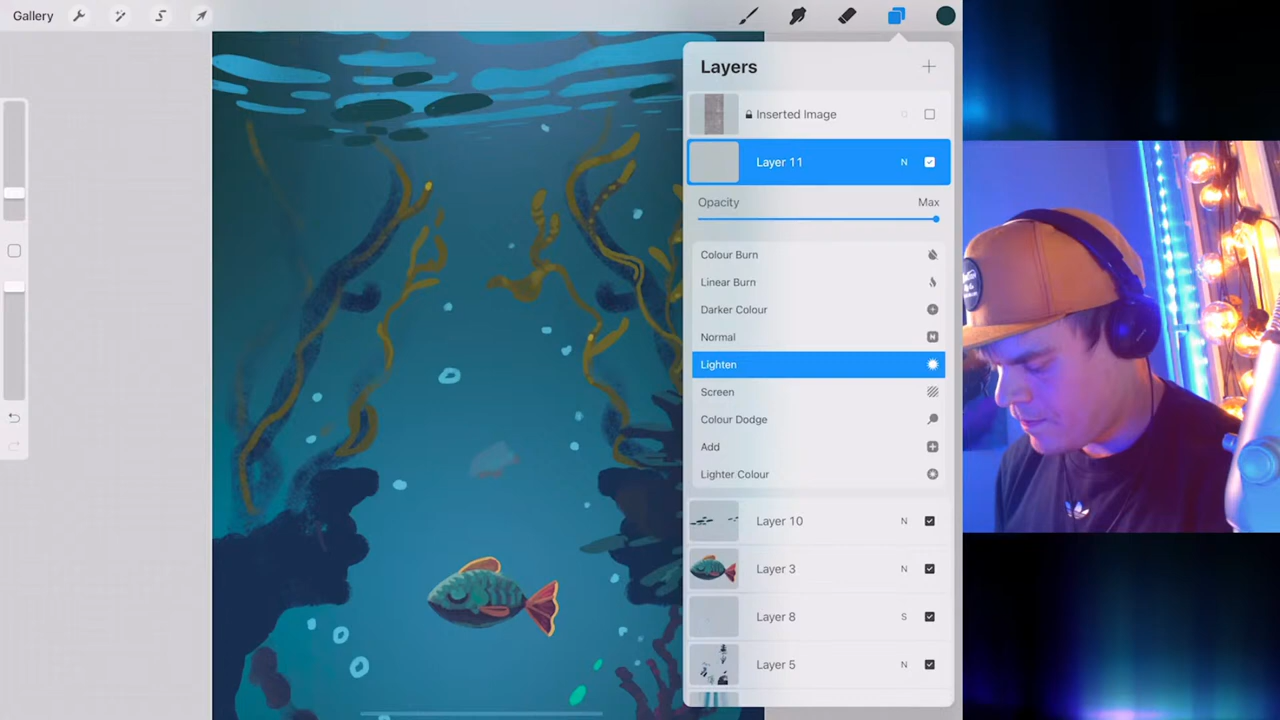 Gallery
Layers
Inserted Image
Layer 11 N
Opacity Max
Colour Burn
Linear Burn
Darker Colour
Normal N
Lighten
Screen
Colour Dodge
Add
Lighter Colour
Layer 10 N
Layer 3 N
Layer 8 S
Layer 5 N